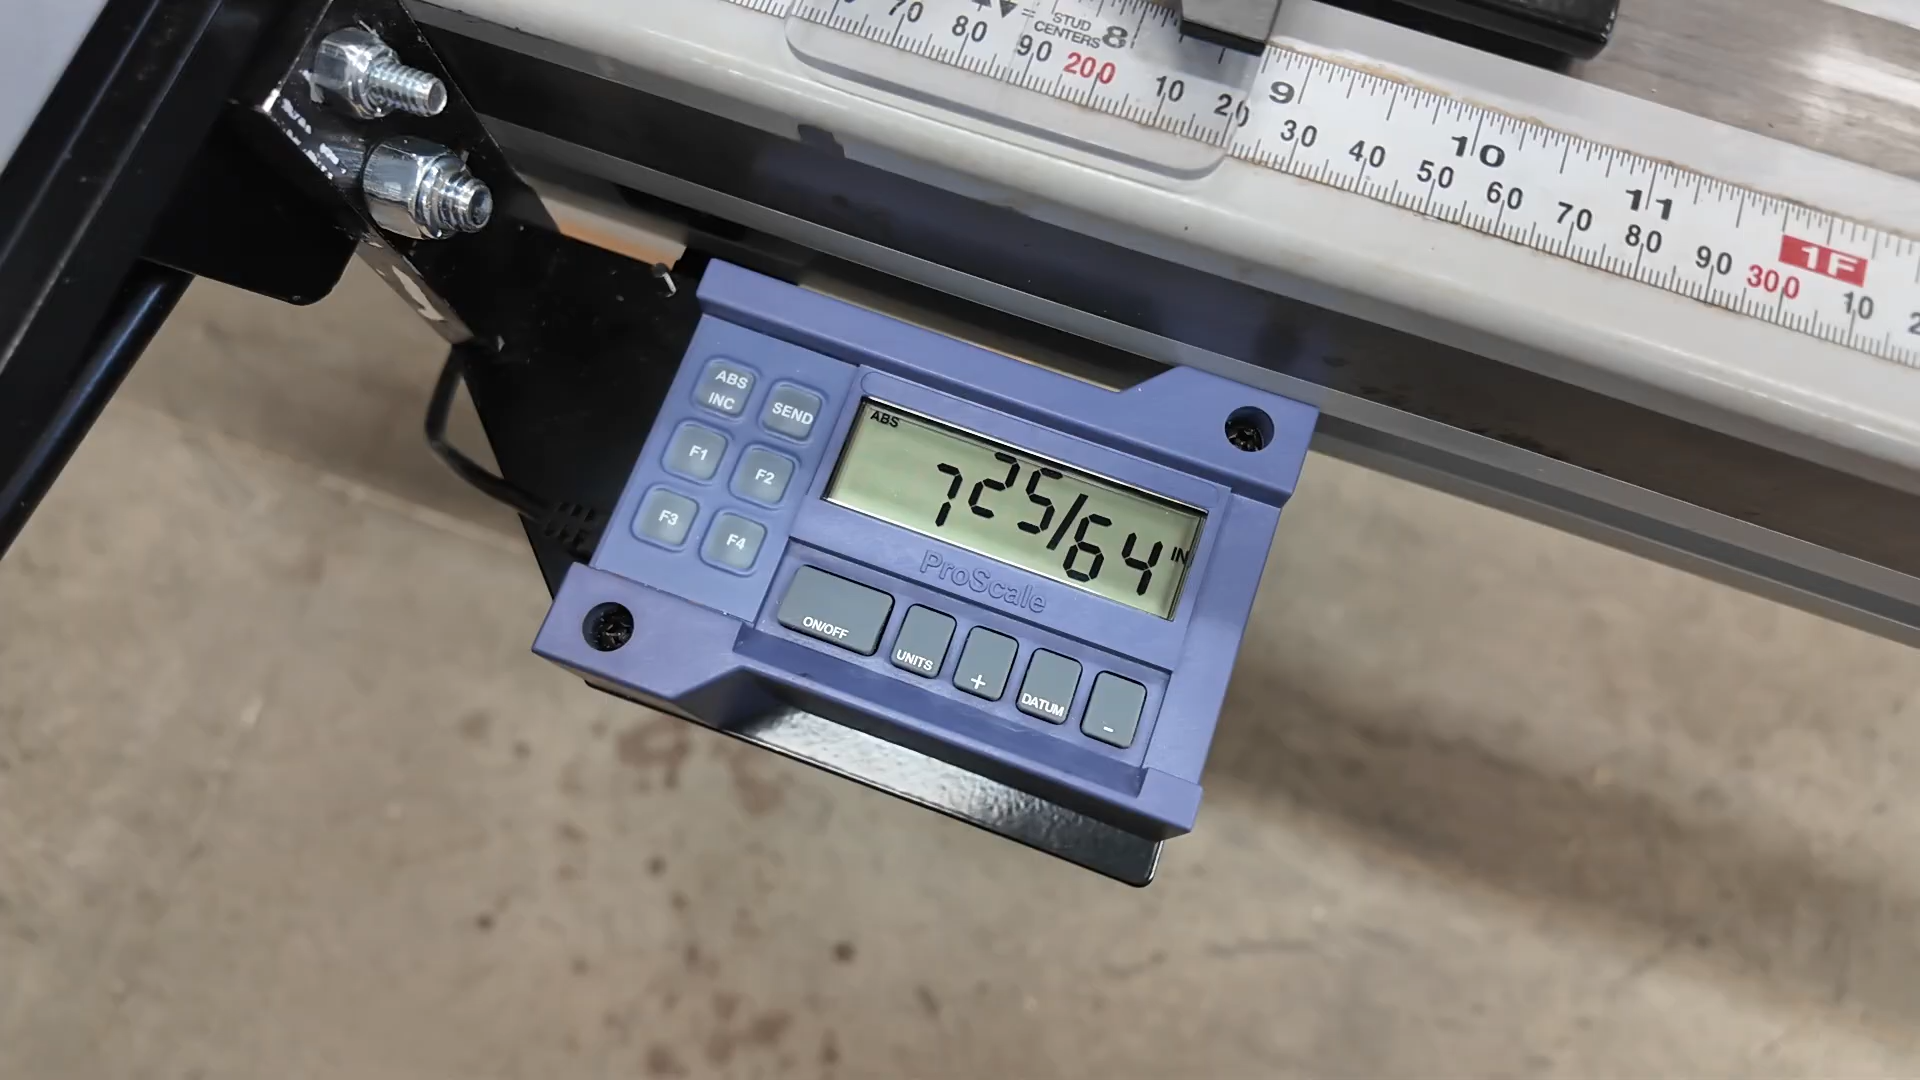 70 80 90 200 10 20 30 40 50 60 70 80 90 300 10
STUD
CENTERS 8
9 10 11 1F
ABS
INC
SEND
F1
F2
F3
F4
ABS
7 25/64 IN
ProScale
ON/OFF
UNITS
+
DATUM
-